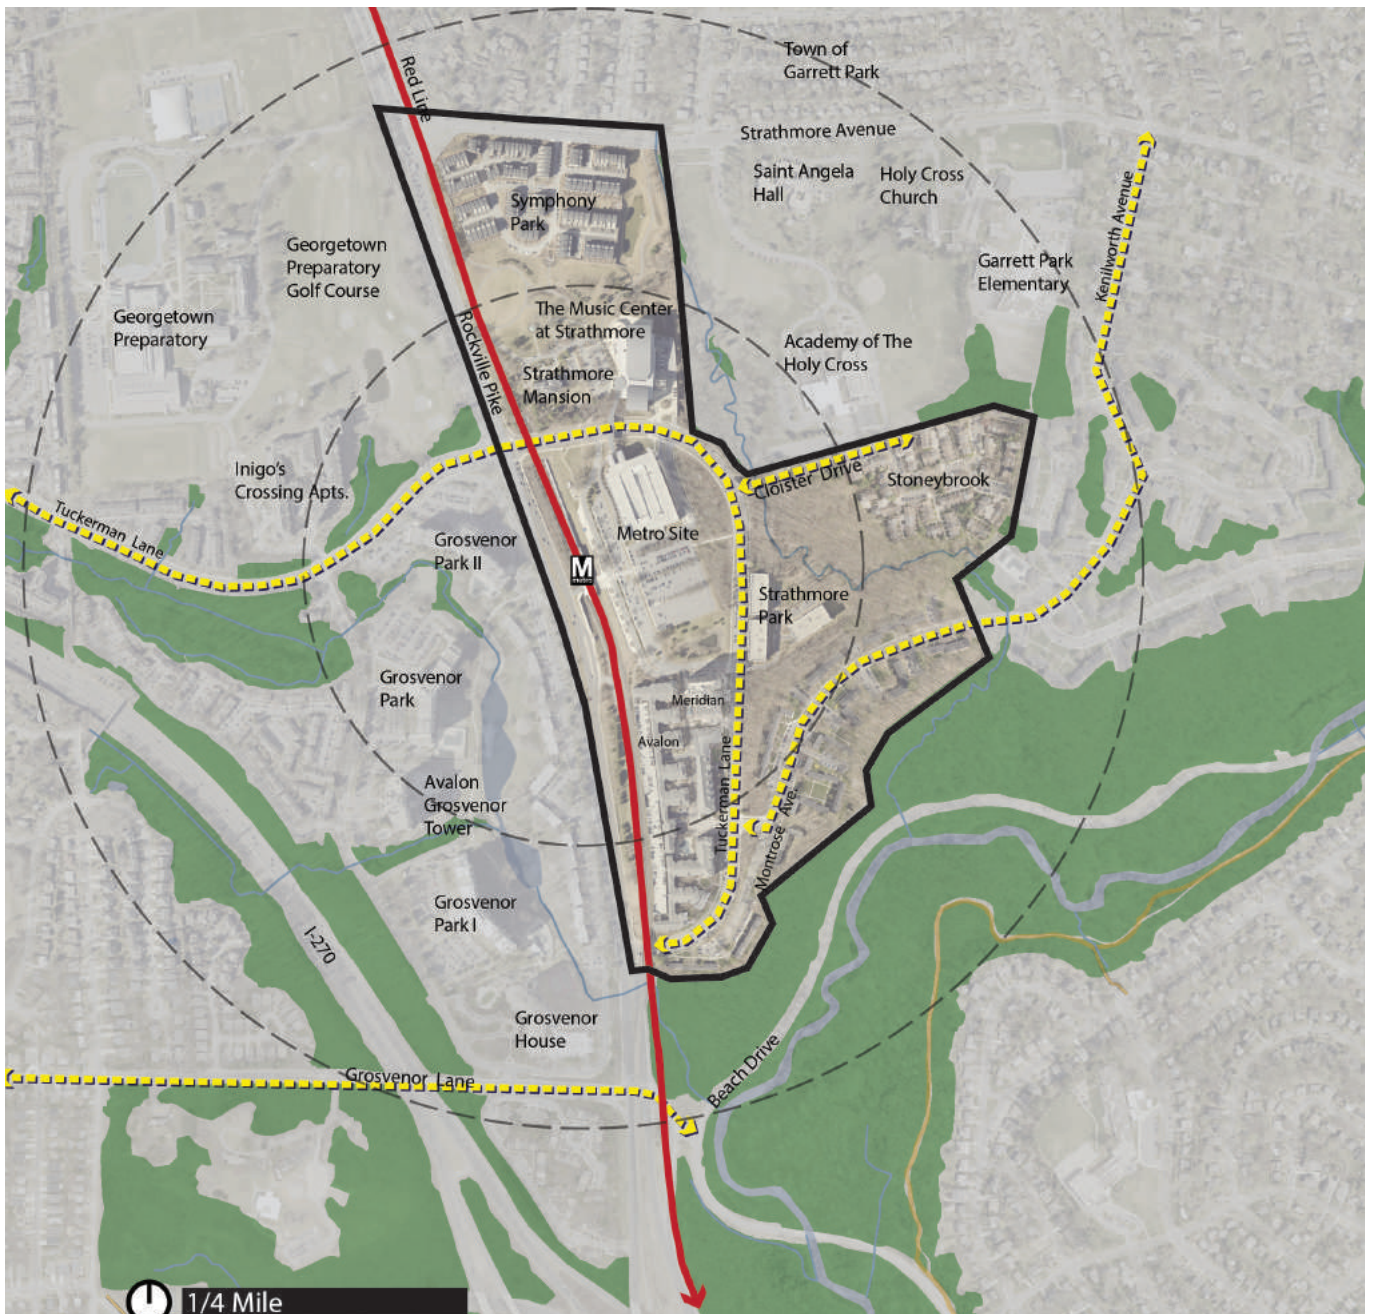 Town of
Garrett Park
Red Line
Strathmore Avenue
Saint Angela
Hall
Holy Cross
Church
Symphony
Park
Kenilworth Avenue
Georgetown
Preparatory
Golf Course
Garrett Park
Elementary
Georgetown
Preparatory
The Music Center
at Strathmore
Rockville Pike
Academy of The
Holy Cross
Strathmore
Mansion
Inigo's
Crossing Apts.
Cloister Drive
Stoneybrook
Tuckerman Lane
Metro Site
Grosvenor
Park II
M
metro
Strathmore
Park
Grosvenor
Park
Meridian
Avalon
Tuckerman Lane
Avalon
Grosvenor
Tower
Montrose Ave.
Grosvenor
Park I
I-270
Grosvenor
House
Beach Drive
Grosvenor Lane
1/4 Mile